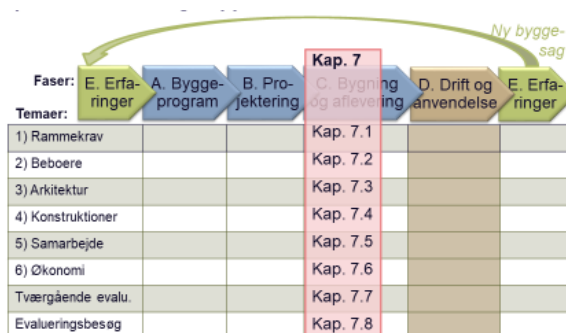 Ny bygge-
sag
Kap. 7
Faser:
E. Erfa-
ringer
A. Bygge-
program
B. Pro-
jektering
C. Bygning
og aflevering
D. Drift og
anvendelse
E. Erfa-
ringer
Temaer:
1) Rammekrav Kap. 7.1
2) Beboere Kap. 7.2
3) Arkitektur Kap. 7.3
4) Konstruktioner Kap. 7.4
5) Samarbejde Kap. 7.5
6) Økonomi Kap. 7.6
Tværgående evalu. Kap. 7.7
Evalueringsbesøg Kap. 7.8